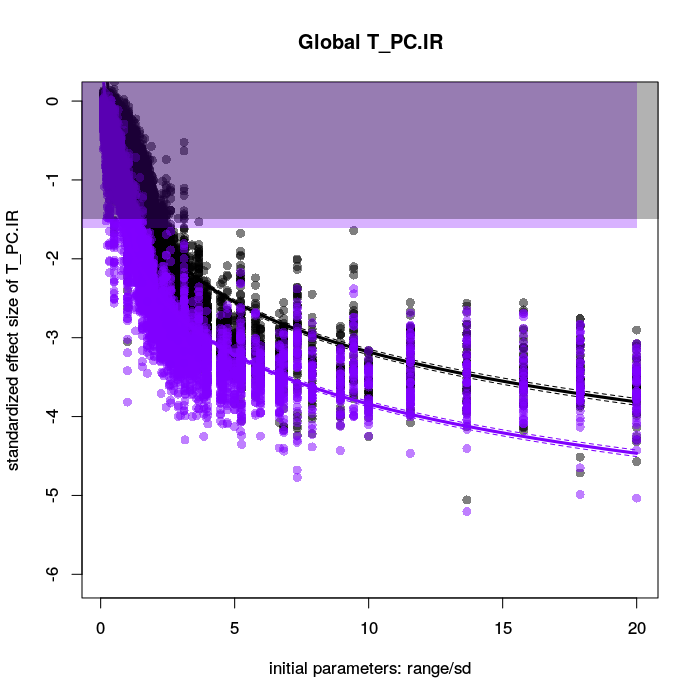 Global T_PC.IR
standardized effect size of T_PC.IR
0
-1
-2
-3
-4
-5
-6
0 5 10 15 20
initial parameters: range/sd